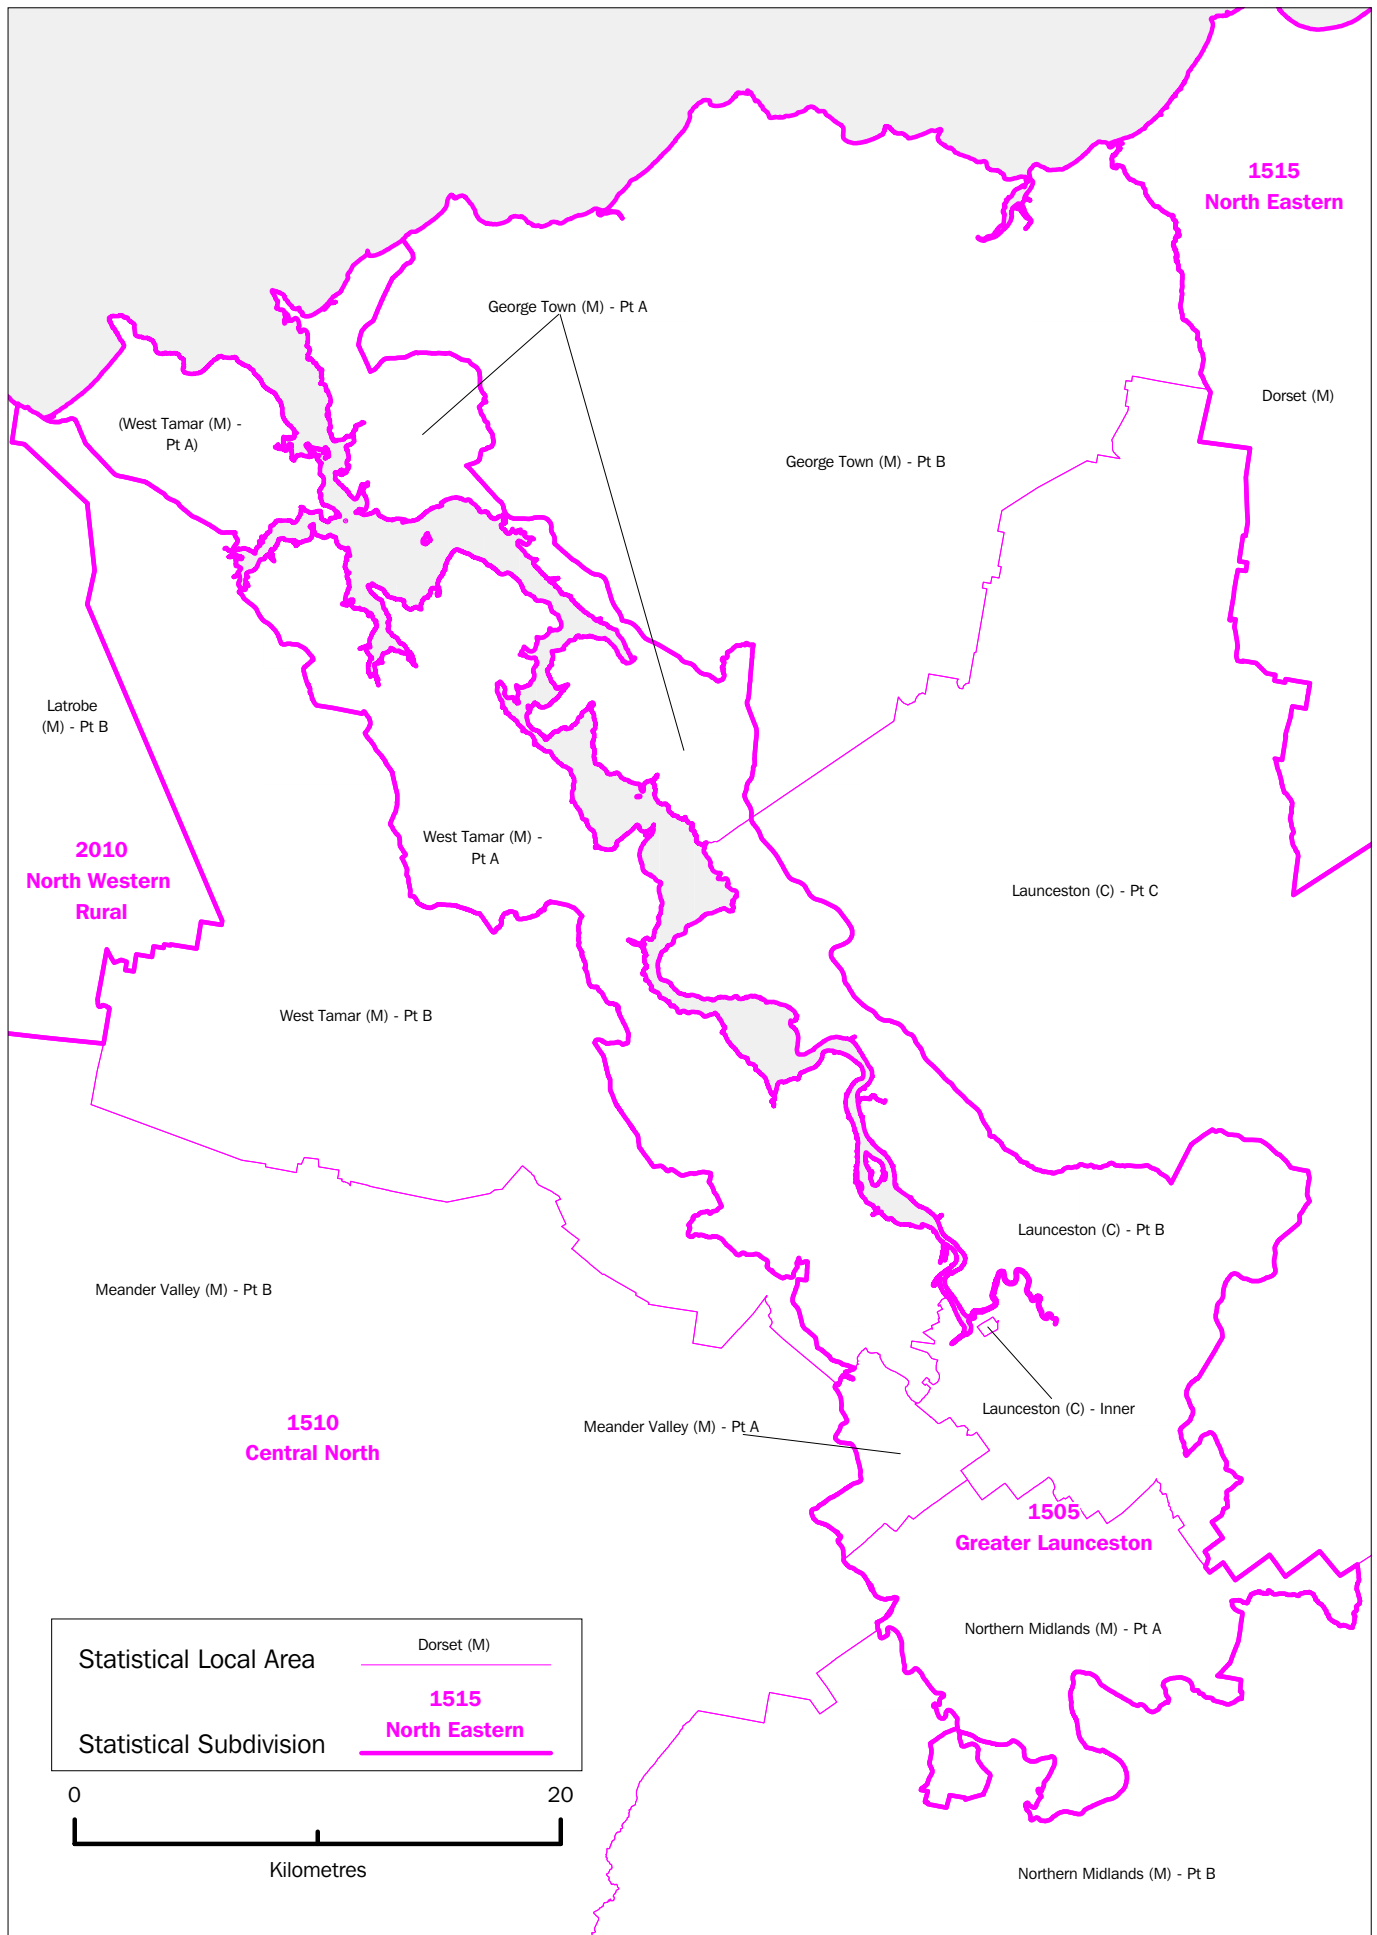 1515
North Eastern
George Town (M) - Pt A
Dorset (M)
(West Tamar (M) -
Pt A)
George Town (M) - Pt B
Latrobe
(M) - Pt B
West Tamar (M) -
Pt A
2010
North Western
Rural
Launceston (C) - Pt C
West Tamar (M) - Pt B
Launceston (C) - Pt B
Meander Valley (M) - Pt B
Launceston (C) - Inner
1510
Central North
Meander Valley (M) - Pt A
1505
Greater Launceston
Northern Midlands (M) - Pt A
Statistical Local Area
Dorset (M)
1515
North Eastern
Statistical Subdivision
0
20
Kilometres
Northern Midlands (M) - Pt B